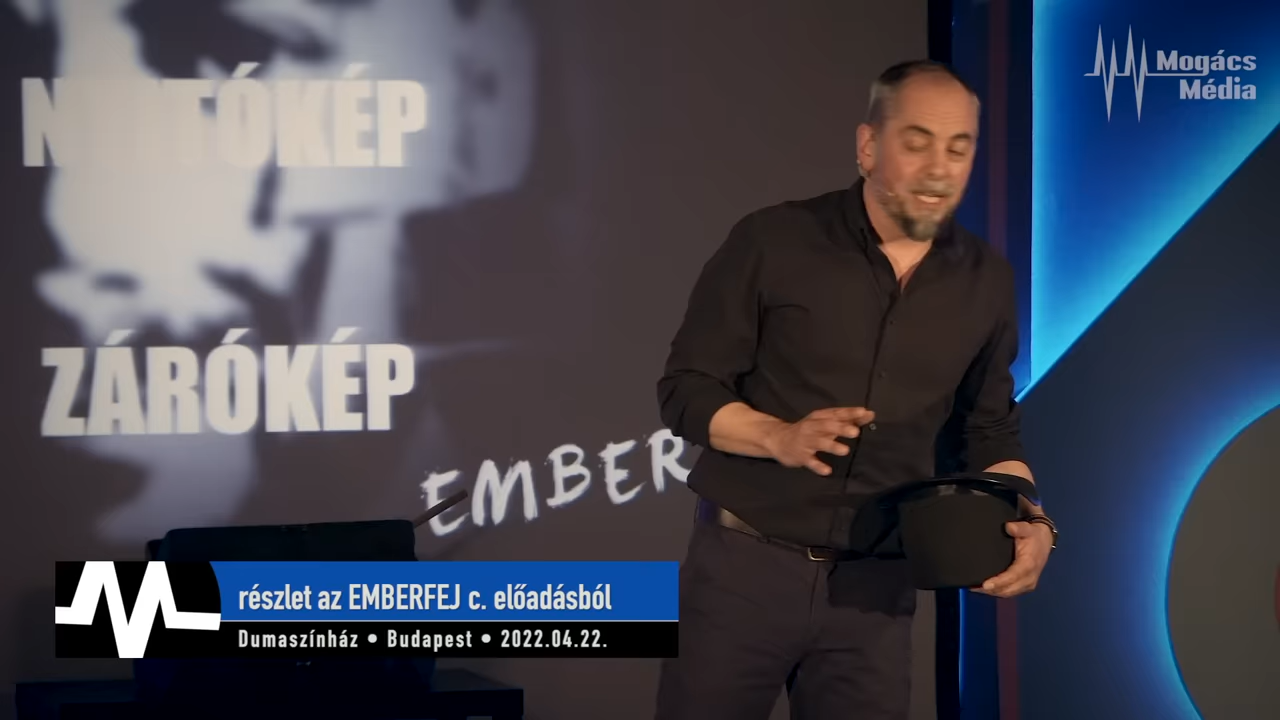 Mogács
Média
ZÁRÓKÉP
EMBER
részlet az EMBERFEJ c. előadásból
Dumaszínház • Budapest • 2022.04.22.